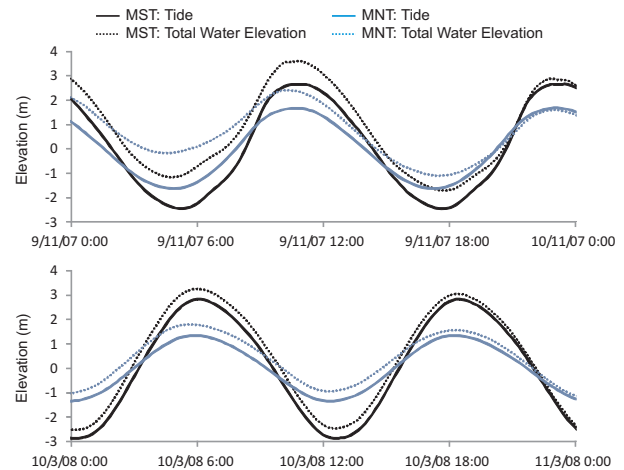 MST: Tide MNT: Tide
MST: Total Water Elevation MNT: Total Water Elevation
4
3
2
1
0
-1
-2
-3
Elevation (m)
9/11/07 0:00 9/11/07 6:00 9/11/07 12:00 9/11/07 18:00 10/11/07 0:00
4
3
2
1
0
-1
-2
-3
Elevation (m)
10/3/08 0:00 10/3/08 6:00 10/3/08 12:00 10/3/08 18:00 11/3/08 0:00